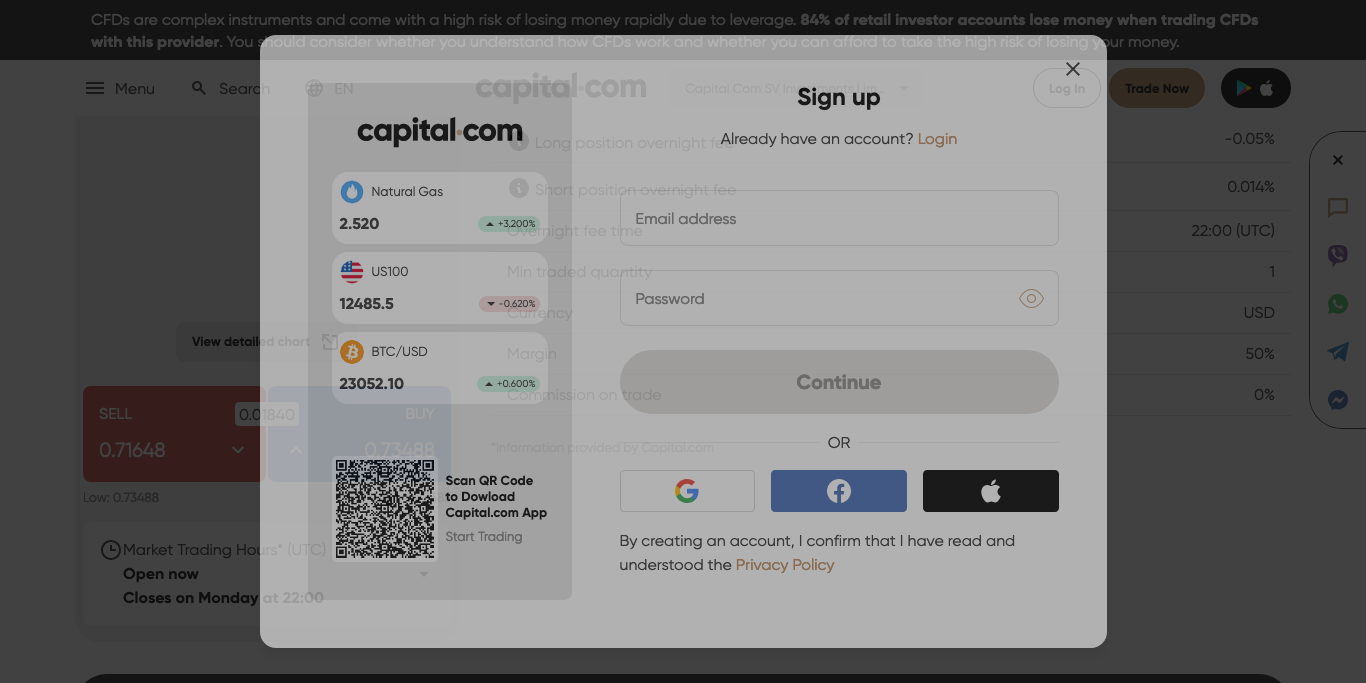 CFDs are complex instruments and come with a high risk of losing money rapidly due to leverage. 84% of retail investor accounts lose money when trading CFDs
with this provider. You should consider whether you understand how CFDs work and whether you can afford to take the high risk of losing your money.
Menu
Search
EN
capital.com
Capital Com SV Investments Lim...
Log In
Trade Now
Long position overnight fee
-0.05%
Short position overnight fee
0.014%
Overnight fee time
22:00 (UTC)
Min traded quantity
1
Currency
USD
Margin
50%
Commission on trade
0%
*Information provided by Capital.com
View detailed chart
SELL
0.71648
0.01840
BUY
0.73488
Low: 0.73488
Market Trading Hours* (UTC)
Open now
Closes on Monday at 22:00
capital.com
Natural Gas
2.520
+3.200%
US100
12485.5
-0.620%
BTC/USD
23052.10
+0.600%
Scan QR Code
to Dowload
Capital.com App
Start Trading
Sign up
Already have an account? Login
Email address
Password
Continue
OR
By creating an account, I confirm that I have read and
understood the Privacy Policy